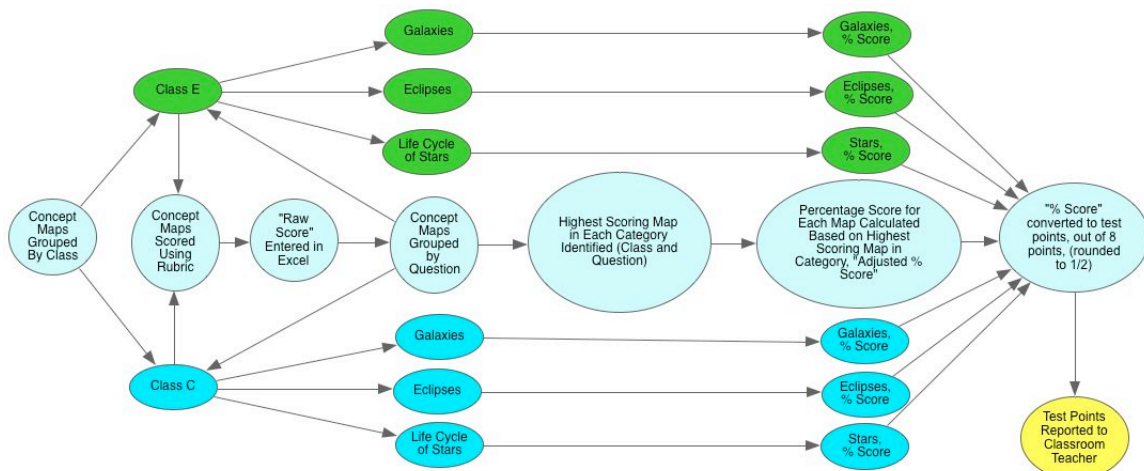 Galaxies
Galaxies,
% Score
Class E
Eclipses
Eclipses,
% Score
Life Cycle
of Stars
Stars,
% Score
Concept
Maps
Grouped
By Class
Concept
Maps
Scored
Using
Rubric
"Raw
Score"
Entered in
Excel
Concept
Maps
Grouped
by
Question
Highest Scoring Map
in Each Category
Identified (Class and
Question)
Percentage Score for
Each Map Calculated
Based on Highest
Scoring Map in
Category, "Adjusted %
Score"
"% Score"
converted to test
points, out of 8
points, (rounded
to 1/2)
Galaxies
Galaxies,
% Score
Class C
Eclipses
Eclipses,
% Score
Life Cycle
of Stars
Stars,
% Score
Test Points
Reported to
Classroom
Teacher